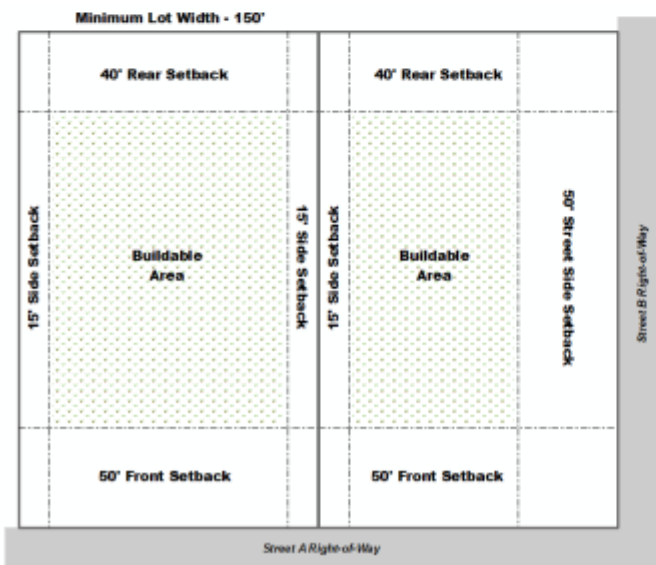 Minimum Lot Width - 150'
40' Rear Setback
40' Rear Setback
15' Side Setback
Buildable
Area
15' Side Setback
15' Side Setback
Buildable
Area
50' Street Side Setback
Street B Right-of-Way
50' Front Setback
50' Front Setback
Street A Right-of-Way